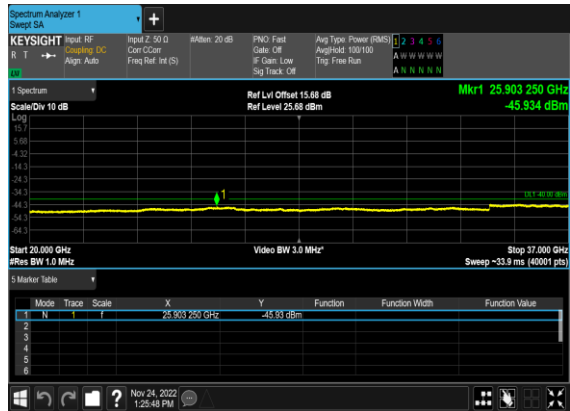 Spectrum Analyzer 1
Swept SA
+
KEYSIGHT Input: RF Input Z: 50 Ω #Atten: 20 dB PNO: Fast Avg Type: Power (RMS) 1 2 3 4 5 6
R T Coupling: DC Corr CCorr Gate: Off Avg|Hold: 100/100 A W W W W W
Align: Auto Freq Ref: Int (S) IF Gain: Low Trig: Free Run
Sig Track: Off A N N N N N
1 Spectrum
Ref Lvl Offset 15.68 dB Mkr1 25.903 250 GHz
Scale/Div 10 dB Ref Level 25.68 dBm -45.934 dBm
Log
15.7
5.68
-4.32
-14.3
-24.3
-34.3
-44.3
-54.3
-64.3
1
DL1 -40.00 dBm
Start 20.000 GHz Video BW 3.0 MHz* Stop 37.000 GHz
#Res BW 1.0 MHz Sweep ~33.9 ms (40001 pts)
5 Marker Table
Mode Trace Scale X Y Function Function Width Function Value
1 N 1 f 25.903 250 GHz -45.93 dBm
2
3
4
5
6
? Nov 24, 2022
1:25:48 PM